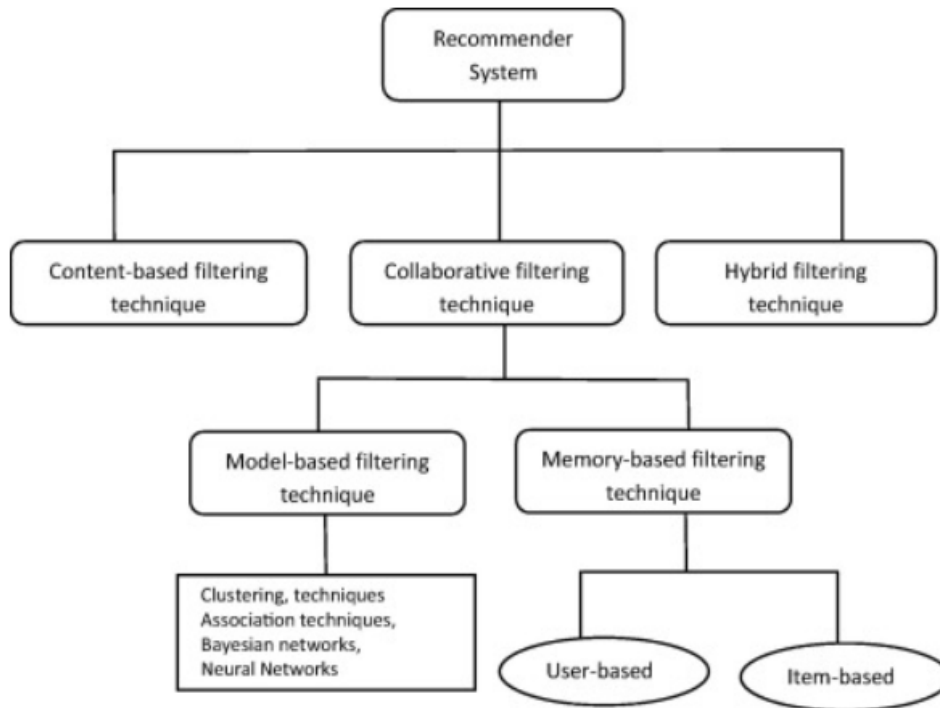 Recommender
System
Content-based filtering
technique
Collaborative filtering
technique
Hybrid filtering
technique
Model-based filtering
technique
Memory-based filtering
technique
Clustering, techniques
Association techniques,
Bayesian networks,
Neural Networks
User-based
Item-based